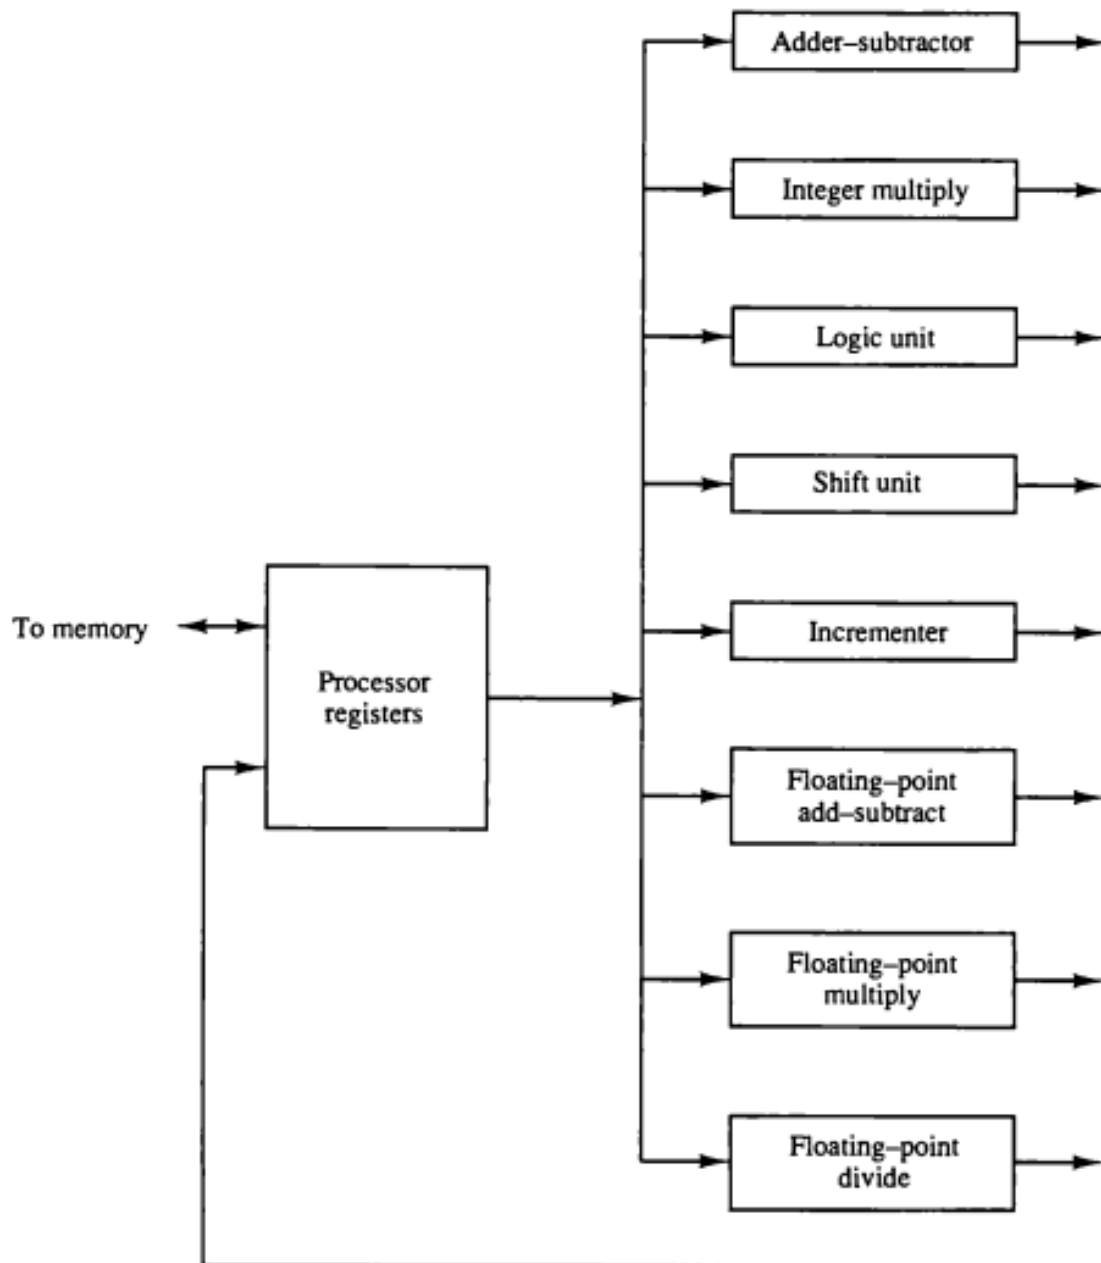 Adder–subtractor
Integer multiply
Logic unit
Shift unit
To memory
Incrementer
Processor
registers
Floating–point
add–subtract
Floating–point
multiply
Floating–point
divide